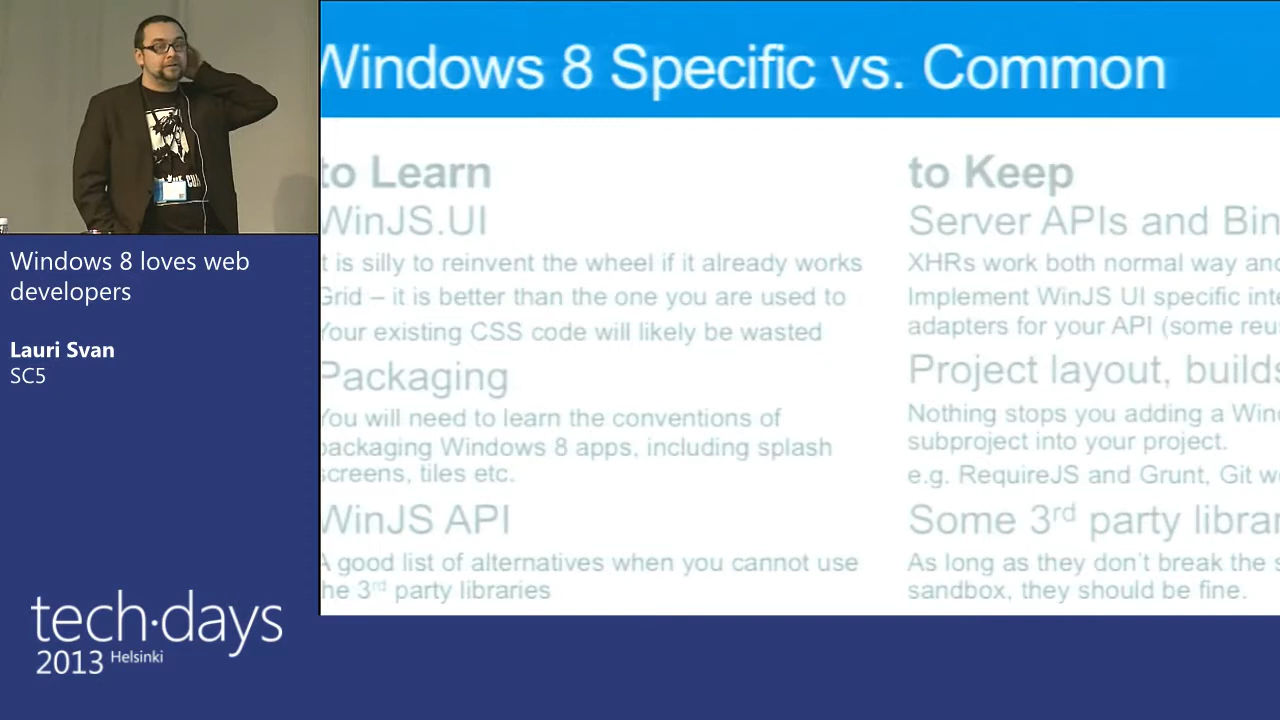 Windows 8 Specific vs. Common
to Learn
WinJS.UI
t is silly to reinvent the wheel if it already works
Grid – it is better than the one you are used to
Your existing CSS code will likely be wasted
Packaging
You will need to learn the conventions of
packaging Windows 8 apps, including splash
screens, tiles etc.
WinJS API
A good list of alternatives when you cannot use
he 3rd party libraries
to Keep
Server APIs and Bin
XHRs work both normal way and
Implement WinJS UI specific int
adapters for your API (some reu
Project layout, builds
Nothing stops you adding a Win
subproject into your project.
e.g. RequireJS and Grunt, Git w
Some 3rd party librar
As long as they don't break the s
sandbox, they should be fine.
Windows 8 loves web
developers
Lauri Svan
SC5
tech·days
2013 Helsinki